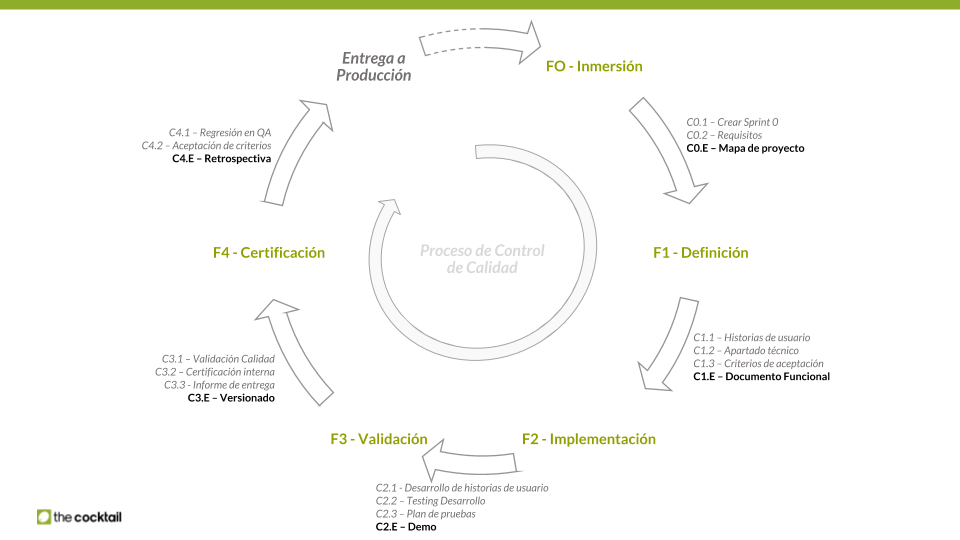 Entrega a
Producción
FO - Inmersión
C0.1 – Crear Sprint 0
C0.2 – Requisitos
C0.E – Mapa de proyecto
F1 - Definición
C1.1 – Historias de usuario
C1.2 – Apartado técnico
C1.3 – Criterios de aceptación
C1.E – Documento Funcional
F2 - Implementación
C2.1 - Desarrollo de historias de usuario
C2.2 – Testing Desarrollo
C2.3 – Plan de pruebas
C2.E – Demo
F3 - Validación
C3.1 – Validación Calidad
C3.2 – Certificación interna
C3.3 - Informe de entrega
C3.E – Versionado
F4 - Certificación
C4.1 – Regresión en QA
C4.2 – Aceptación de criterios
C4.E – Retrospectiva
Proceso de Control
de Calidad
the cocktail